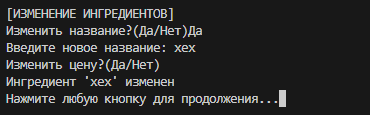 [ИЗМЕНЕНИЕ ИНГРЕДИЕНТОВ]
Изменить название?(Да/Нет)Да
Введите новое название: хех
Изменить цену?(Да/Нет)
Ингредиент 'хех' изменен
Нажмите любую кнопку для продолжения...